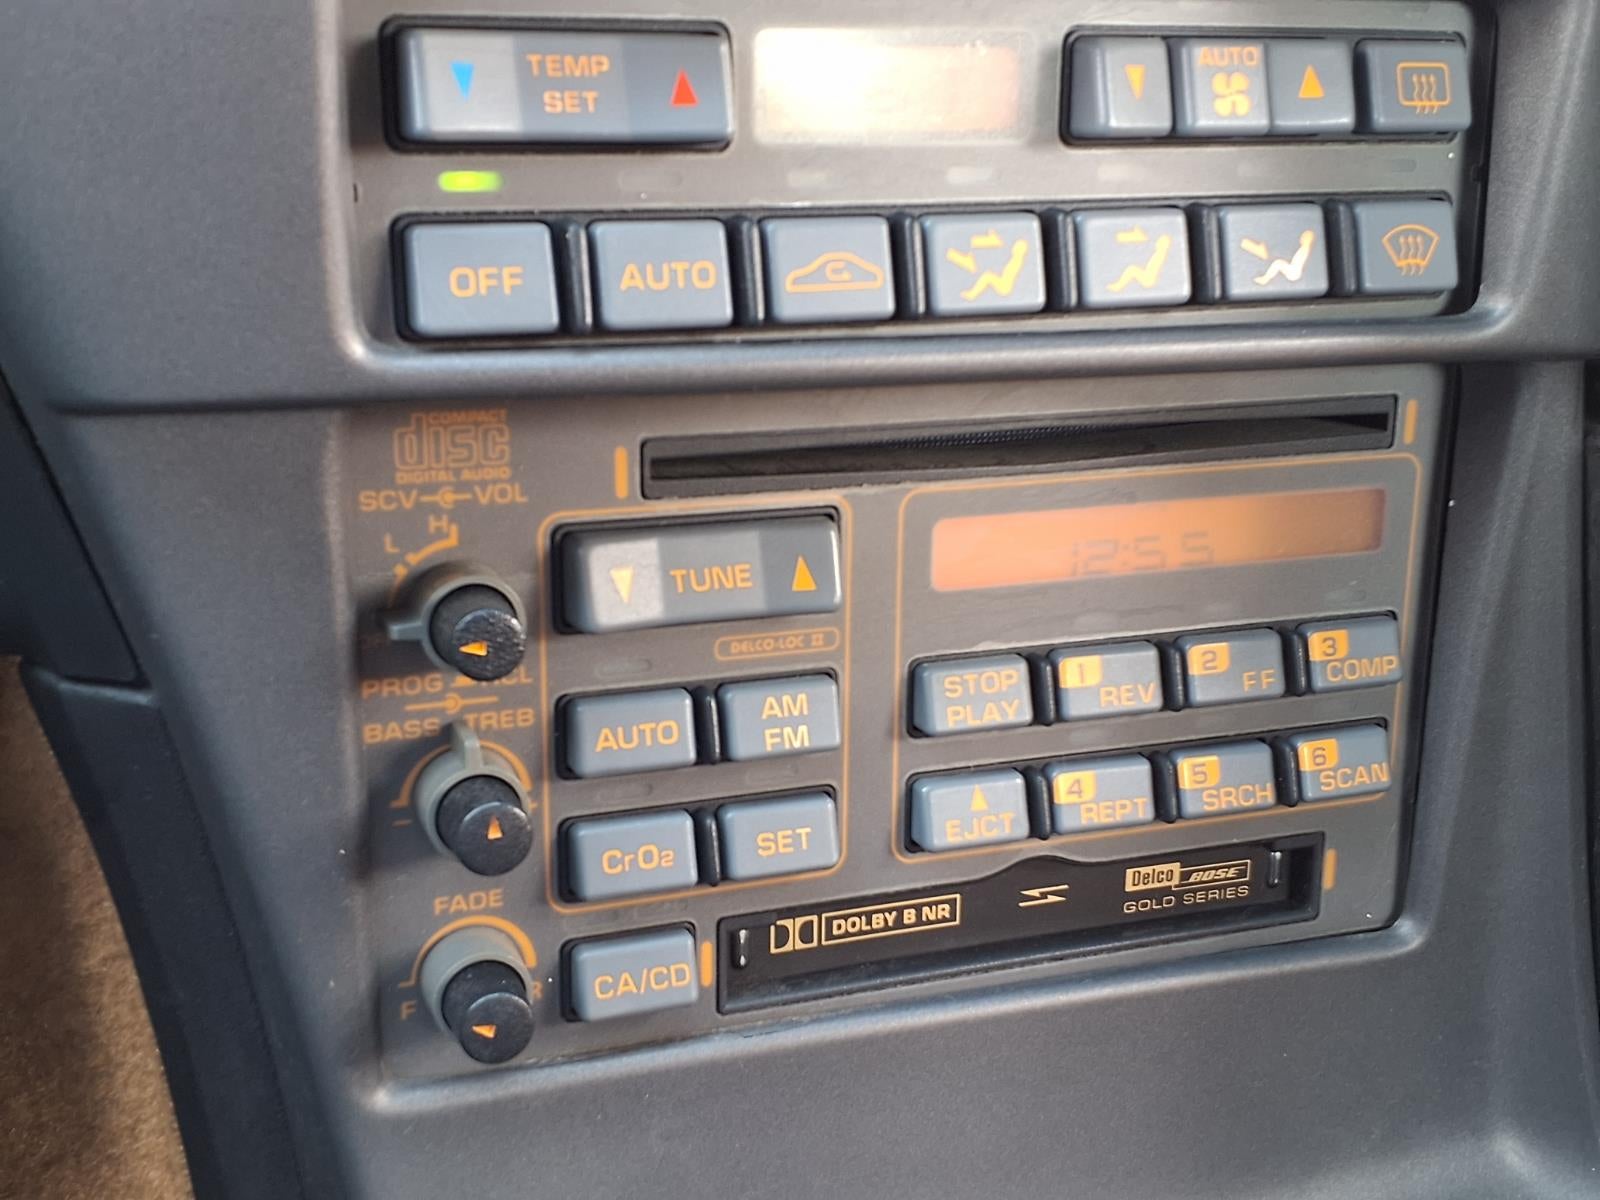 TEMP
SET
AUTO
OFF
AUTO
COMPACT
disc
DIGITAL AUDIO
SCV VOL
L H
TUNE
12:55
DELCO-LOC II
PROG RCL
BASS TREB
AUTO
AM
FM
STOP
PLAY
1 REV
2 FF
3 COMP
- +
CrO2
SET
EJCT
4 REPT
5 SRCH
6 SCAN
FADE
F R
CA/CD
DOLBY B NR
Delco BOSE
GOLD SERIES